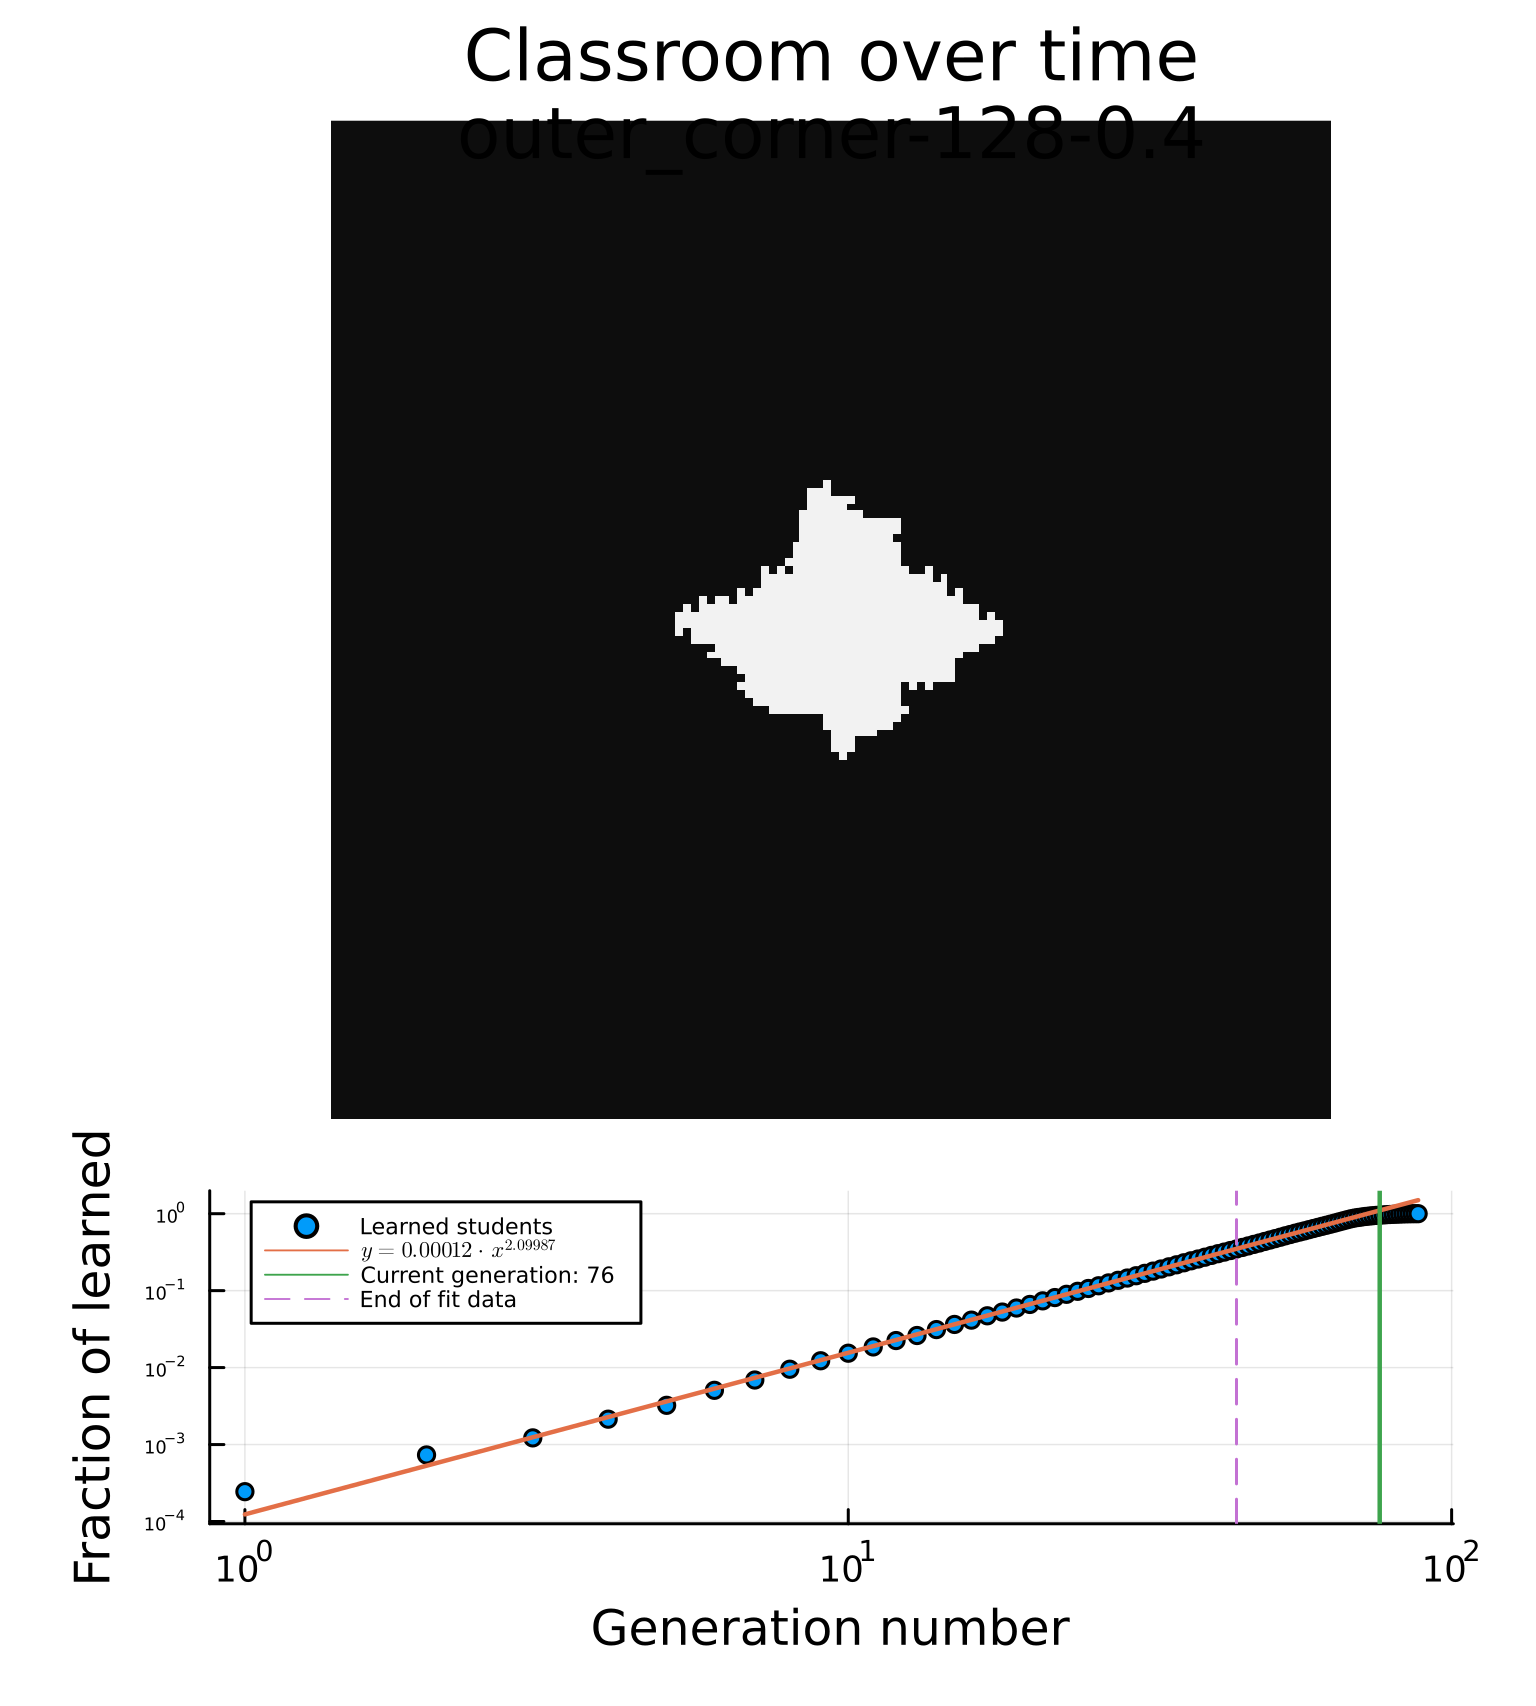 Classroom over time
outer_corner-128-0.4
Fraction of learned
10^0
10^-1
10^-2
10^-3
10^-4
Learned students
y = 0.00012 · x^2.09987
Current generation: 76
End of fit data
10^0 10^1 10^2
Generation number